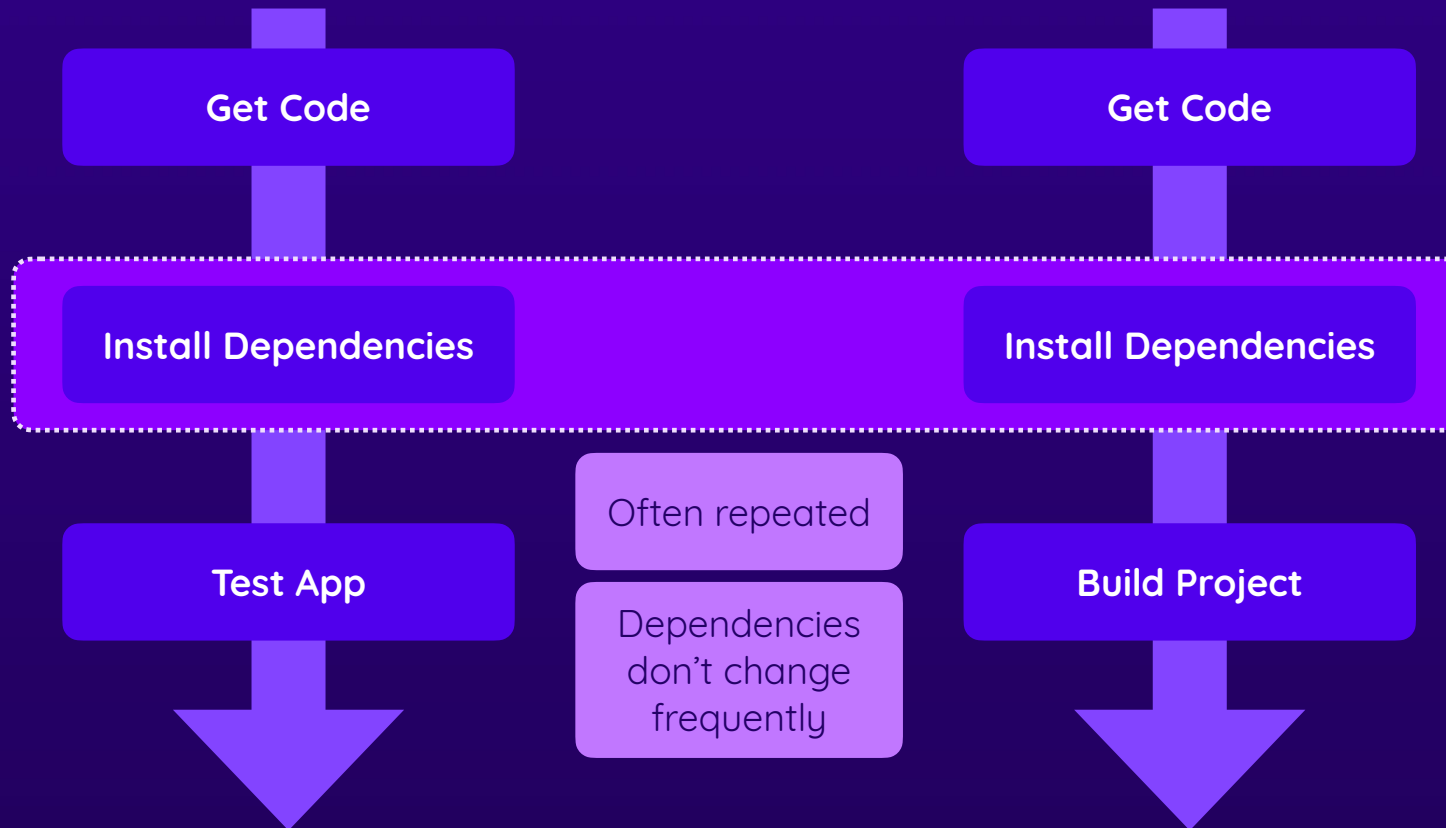 Get Code
Get Code
Install Dependencies
Install Dependencies
Often repeated
Test App
Build Project
Dependencies
don’t change
frequently